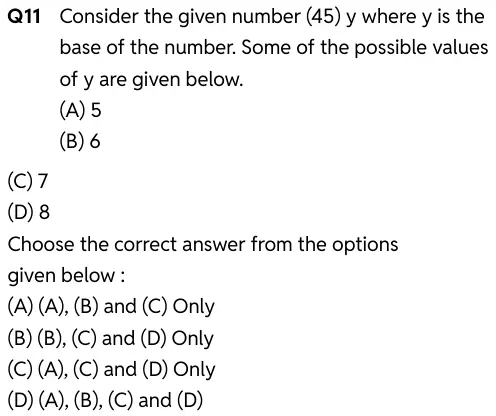 Q11 Consider the given number (45) y where y is the
base of the number. Some of the possible values
of y are given below.
(A) 5
(B) 6
(C) 7
(D) 8
Choose the correct answer from the options
given below :
(A) (A), (B) and (C) Only
(B) (B), (C) and (D) Only
(C) (A), (C) and (D) Only
(D) (A), (B), (C) and (D)